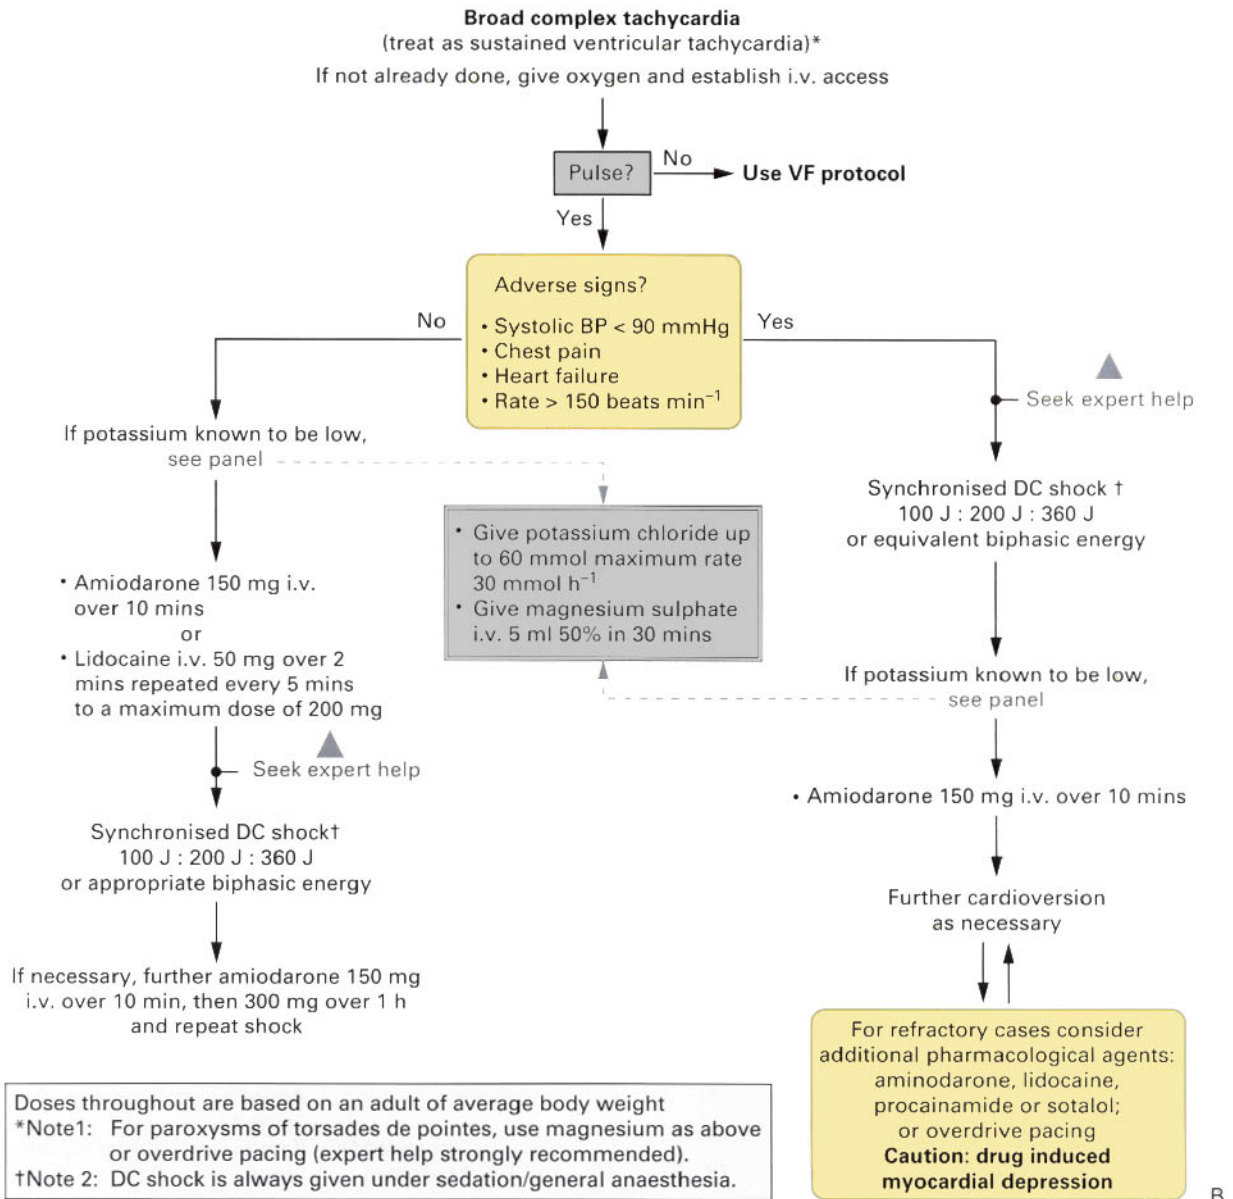 Broad complex tachycardia
(treat as sustained ventricular tachycardia)*
If not already done, give oxygen and establish i.v. access
Pulse?
No
Use VF protocol
Yes
Adverse signs?
• Systolic BP < 90 mmHg
• Chest pain
• Heart failure
• Rate > 150 beats min⁻¹
No
If potassium known to be low,
see panel
• Amiodarone 150 mg i.v.
over 10 mins
or
• Lidocaine i.v. 50 mg over 2
mins repeated every 5 mins
to a maximum dose of 200 mg
Seek expert help
Synchronised DC shock†
100 J : 200 J : 360 J
or appropriate biphasic energy
If necessary, further amiodarone 150 mg
i.v. over 10 min, then 300 mg over 1 h
and repeat shock
• Give potassium chloride up
to 60 mmol maximum rate
30 mmol h⁻¹
• Give magnesium sulphate
i.v. 5 ml 50% in 30 mins
Yes
Seek expert help
Synchronised DC shock †
100 J : 200 J : 360 J
or equivalent biphasic energy
If potassium known to be low,
see panel
• Amiodarone 150 mg i.v. over 10 mins
Further cardioversion
as necessary
For refractory cases consider
additional pharmacological agents:
aminodarone, lidocaine,
procainamide or sotalol;
or overdrive pacing
Caution: drug induced
myocardial depression
Doses throughout are based on an adult of average body weight
*Note1: For paroxysms of torsades de pointes, use magnesium as above
or overdrive pacing (expert help strongly recommended).
†Note 2: DC shock is always given under sedation/general anaesthesia.
B